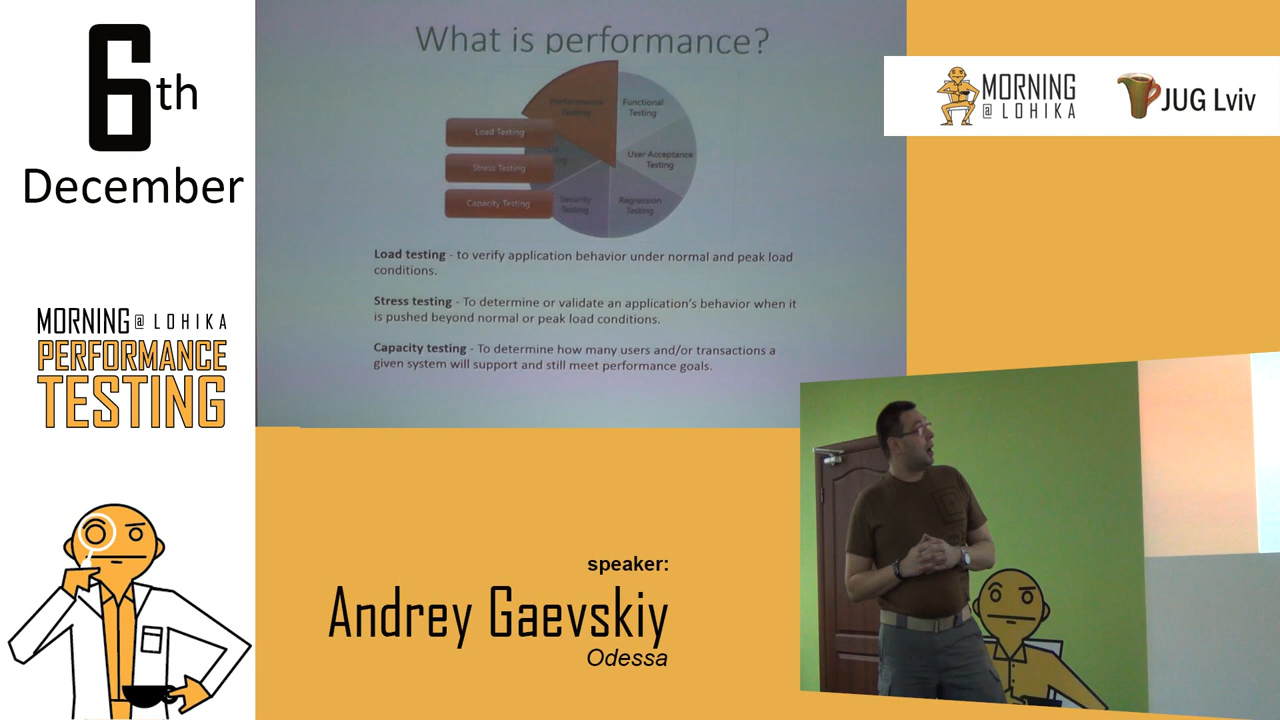 6th
December
MORNING @ LOHIKA
PERFORMANCE
TESTING
What is performance?
Performance
Testing
Functional
Testing
User Acceptance
Testing
Regression
Testing
Security
Testing
Load Testing
Stress Testing
Capacity Testing
Load testing - to verify application behavior under normal and peak load
conditions.
Stress testing - To determine or validate an application's behavior when it
is pushed beyond normal or peak load conditions.
Capacity testing - To determine how many users and/or transactions a
given system will support and still meet performance goals.
MORNING
@ LOHIKA
JUG Lviv
speaker:
Andrey Gaevskiy
Odessa